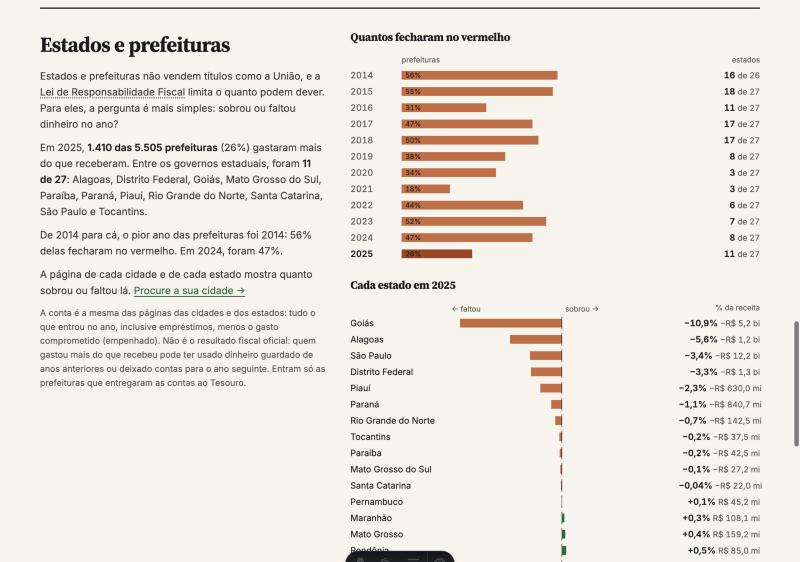 Estados e prefeituras
Estados e prefeituras não vendem títulos como a União, e a
Lei de Responsabilidade Fiscal limita o quanto podem dever.
Para eles, a pergunta é mais simples: sobrou ou faltou
dinheiro no ano?
Em 2025, 1.410 das 5.505 prefeituras (26%) gastaram mais
do que receberam. Entre os governos estaduais, foram 11
de 27: Alagoas, Distrito Federal, Goiás, Mato Grosso do Sul,
Paraíba, Paraná, Piauí, Rio Grande do Norte, Santa Catarina,
São Paulo e Tocantins.
De 2014 para cá, o pior ano das prefeituras foi 2014: 56%
delas fecharam no vermelho. Em 2024, foram 47%.
A página de cada cidade e de cada estado mostra quanto
sobrou ou faltou lá. Procure a sua cidade →
A conta é a mesma das páginas das cidades e dos estados: tudo o
que entrou no ano, inclusive empréstimos, menos o gasto
comprometido (empenhado). Não é o resultado fiscal oficial: quem
gastou mais do que recebeu pode ter usado dinheiro guardado de
anos anteriores ou deixado contas para o ano seguinte. Entram só as
prefeituras que entregaram as contas ao Tesouro.
Quantos fecharam no vermelho
prefeituras estados
2014 56% 16 de 26
2015 55% 18 de 27
2016 31% 11 de 27
2017 47% 17 de 27
2018 50% 17 de 27
2019 38% 8 de 27
2020 34% 3 de 27
2021 18% 3 de 27
2022 44% 6 de 27
2023 52% 7 de 27
2024 47% 8 de 27
2025 26% 11 de 27
Cada estado em 2025
← faltou sobrou → % da receita
Goiás −10,9% −R$ 5,2 bi
Alagoas −5,6% −R$ 1,2 bi
São Paulo −3,4% −R$ 12,2 bi
Distrito Federal −3,3% −R$ 1,3 bi
Piauí −2,3% −R$ 630,0 mi
Paraná −1,1% −R$ 840,7 mi
Rio Grande do Norte −0,7% −R$ 142,5 mi
Tocantins −0,2% −R$ 37,5 mi
Paraíba −0,2% −R$ 42,5 mi
Mato Grosso do Sul −0,1% −R$ 27,2 mi
Santa Catarina −0,04% −R$ 22,0 mi
Pernambuco +0,1% R$ 45,2 mi
Maranhão +0,3% R$ 108,1 mi
Mato Grosso +0,4% R$ 159,2 mi
Rondônia +0,5% R$ 85,0 mi